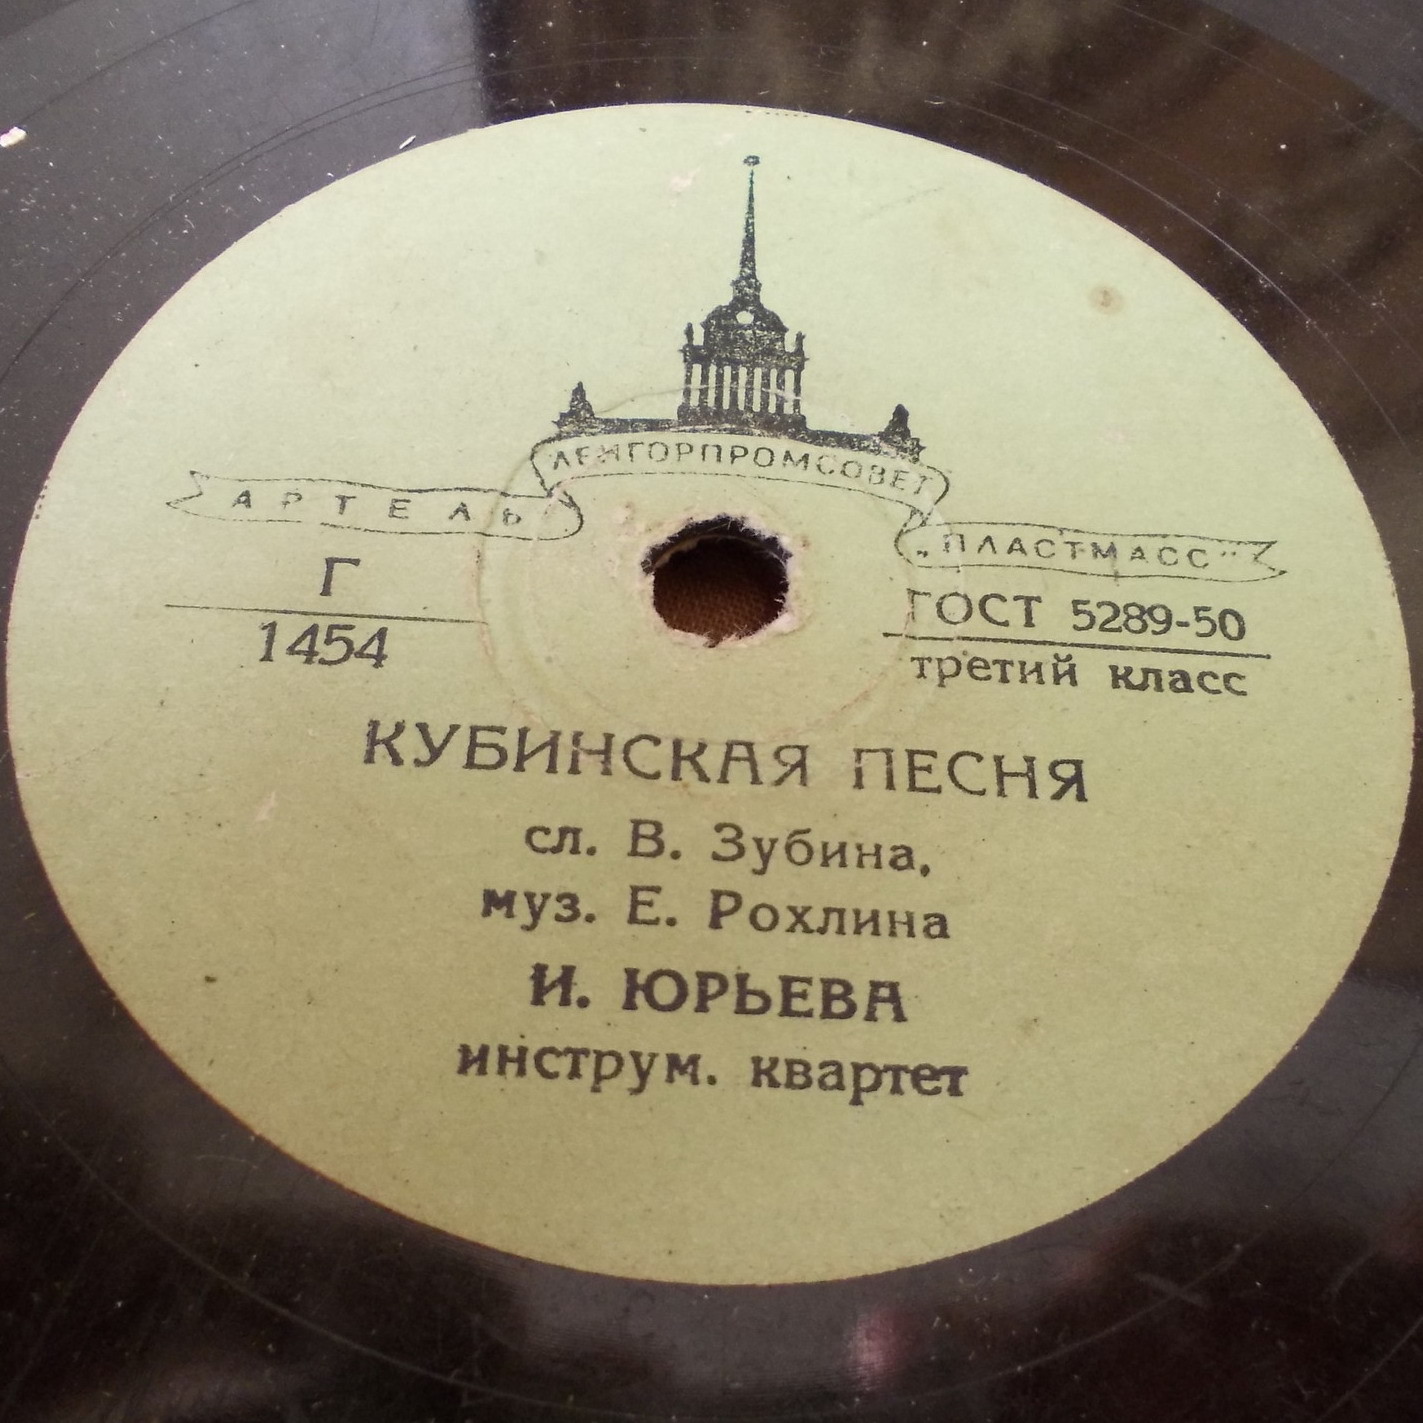 ЛЕНГОРПРОМСОВЕТ
АРТЕЛЬ
„ПЛАСТМАСС"
Г
1454
ГОСТ 5289-50
третий класс
КУБИНСКАЯ ПЕСНЯ
сл. В. Зубина,
муз. Е. Рохлина
И. ЮРЬЕВА
инструм. квартет